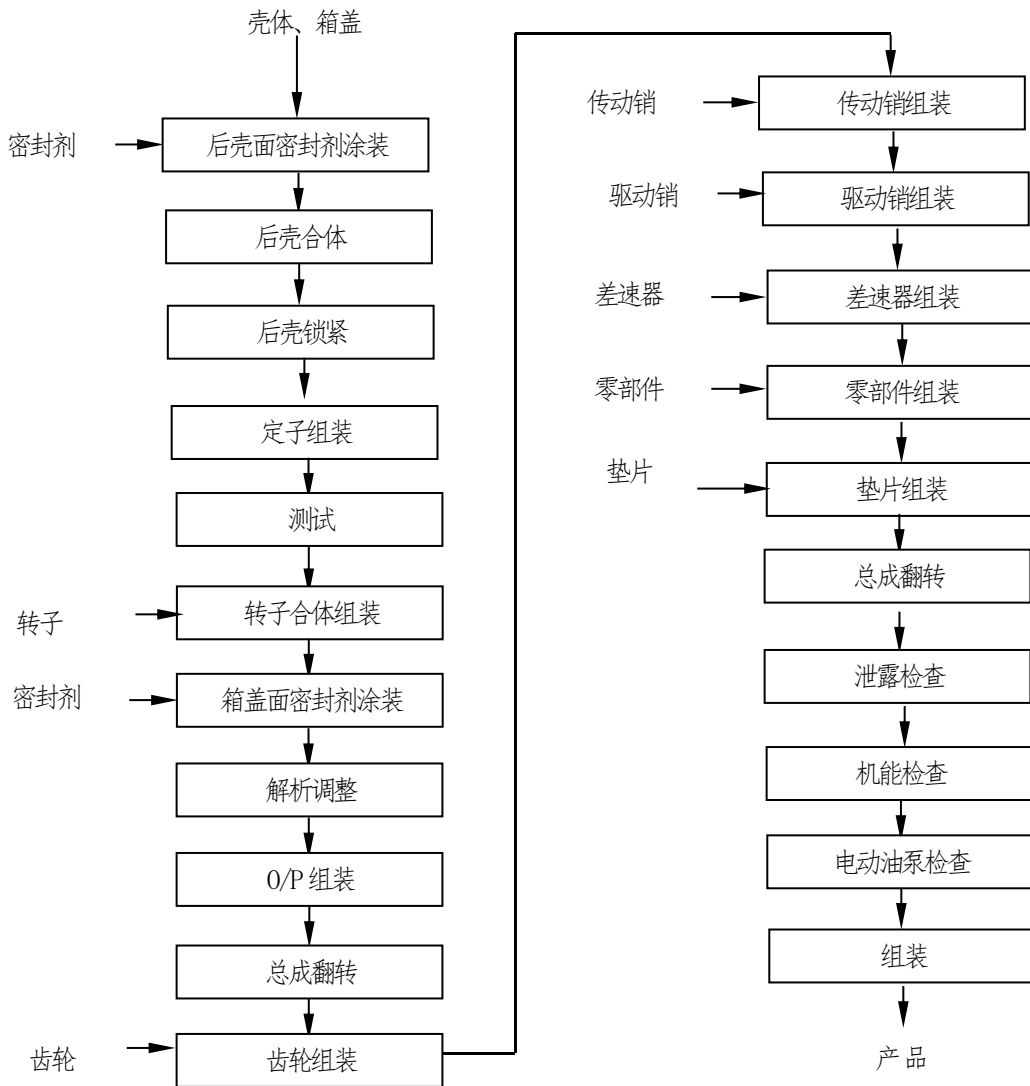 壳体、箱盖
密封剂
后壳面密封剂涂装
后壳合体
后壳锁紧
定子组装
测试
转子
转子合体组装
密封剂
箱盖面密封剂涂装
解析调整
O/P 组装
总成翻转
齿轮
齿轮组装
传动销
传动销组装
驱动销
驱动销组装
差速器
差速器组装
零部件
零部件组装
垫片
垫片组装
总成翻转
泄露检查
机能检查
电动油泵检查
组装
产品